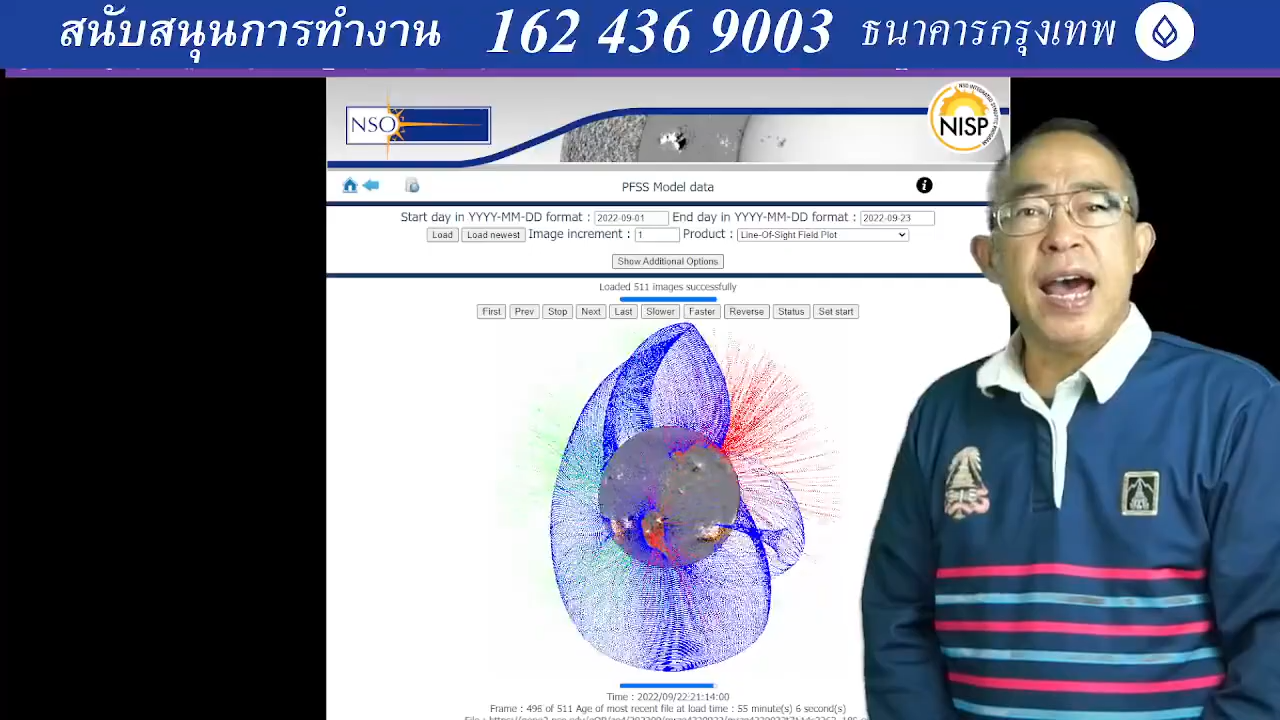 สนับสนุนการทำงาน 162 436 9003 ธนาคารกรุงเทพ
NSO
NSO INTEGRATED SYNOPTIC PROGRAM
NISP
PFSS Model data
Start day in YYYY-MM-DD format : 2022-09-01 End day in YYYY-MM-DD format : 2022-09-23
Load Load newest Image increment : 1 Product : Line-Of-Sight Field Plot
Show Additional Options
Loaded 511 images successfully
First Prev Stop Next Last Slower Faster Reverse Status Set start
Time : 2022/09/22:21:14:00
Frame : 496 of 511 Age of most recent file at load time : 55 minute(s) 6 second(s)